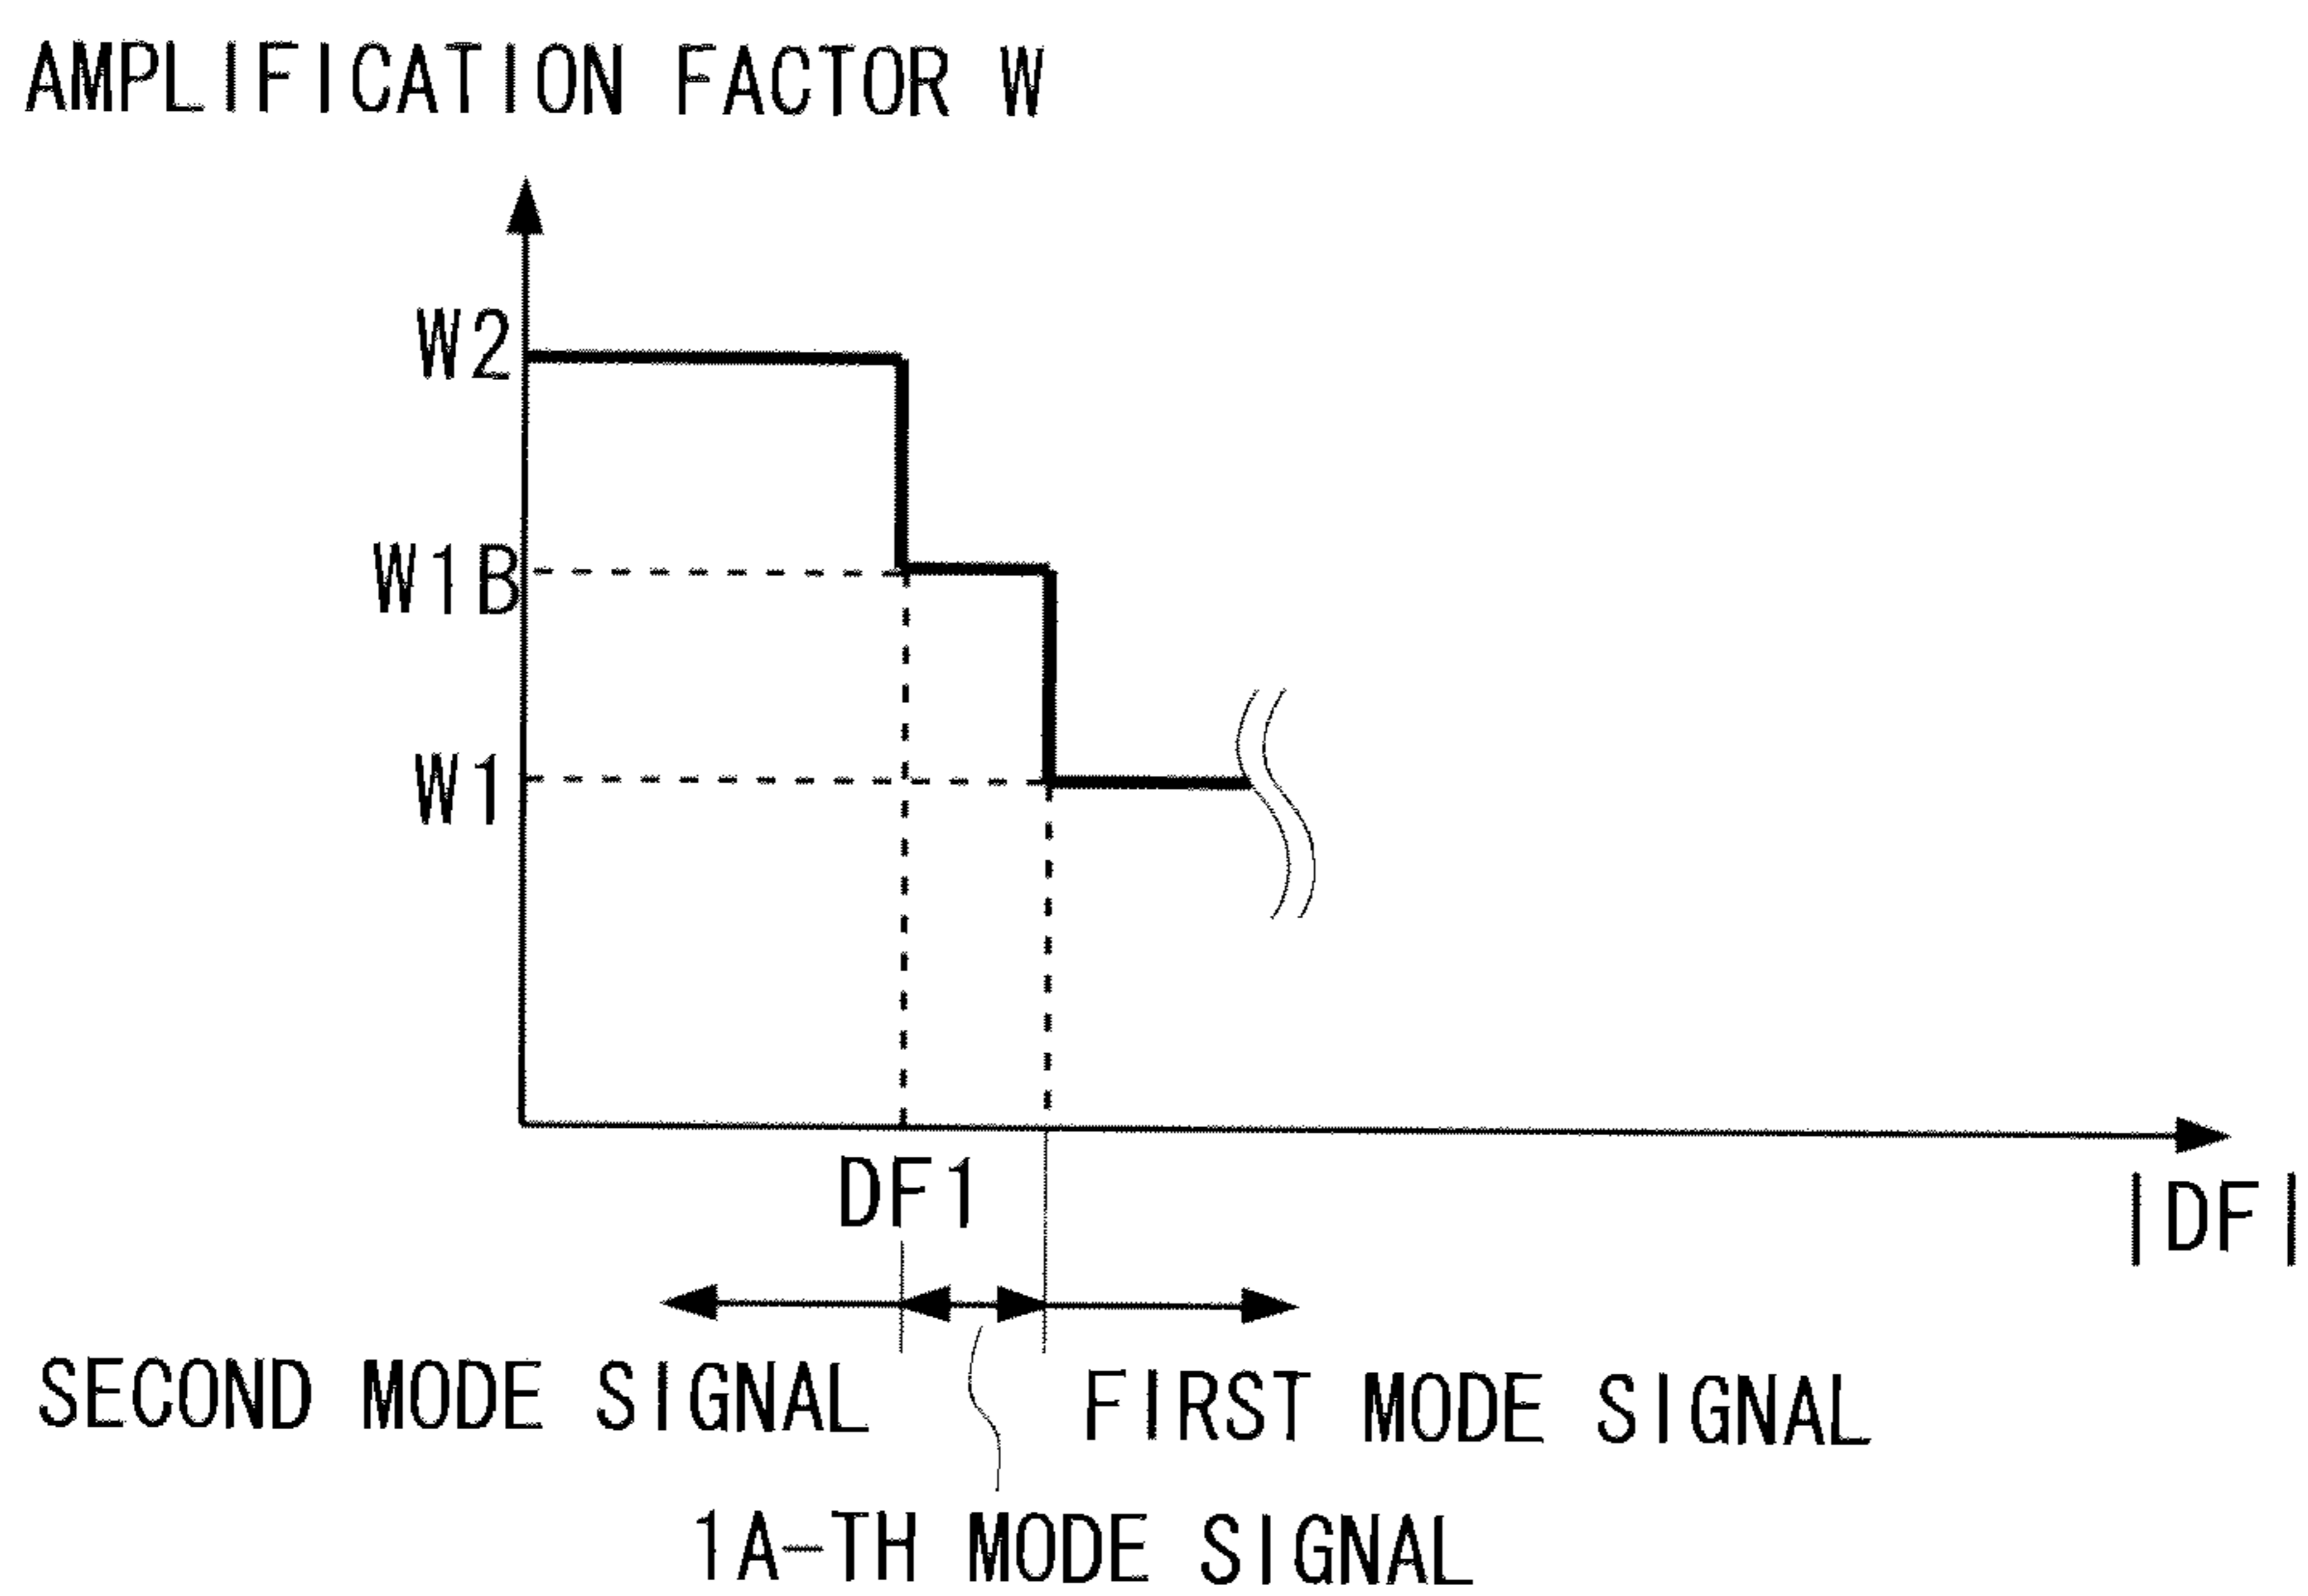 AMPLIFICATION FACTOR W
W2
W1B
W1
DF1
|DF|
SECOND MODE SIGNAL
FIRST MODE SIGNAL
1A-TH MODE SIGNAL